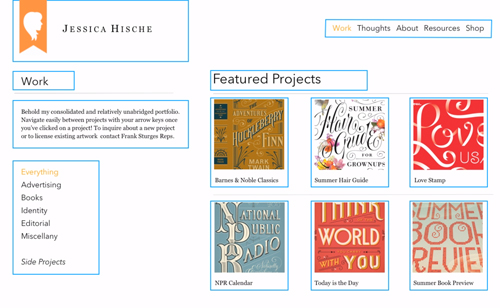 JESSICA HISCHE
Work Thoughts About Resources Shop
Work
Behold my consolidated and relatively unabridged portfolio.
Navigate easily between projects with your arrow keys once
you've clicked on a project! To inquire about a new project
or to license existing artwork contact Frank Sturges Reps.
Everything
Advertising
Books
Identity
Editorial
Miscellany
Side Projects
Featured Projects
THE
ADVENTURES
OF
HUCKLEBERRY
FINN
MARK
TWAIN
Barnes & Noble Classics
SUMMER
Hair
Guide
FOR
GROWNUPS
Summer Hair Guide
Love
USA
Love Stamp
NATIONAL
PUBLIC
RADIO
NPR Calendar
THINK
WORLD
WITH
YOU
Today is the Day
SUMMER
BOOK
PREVIEW
Summer Book Preview